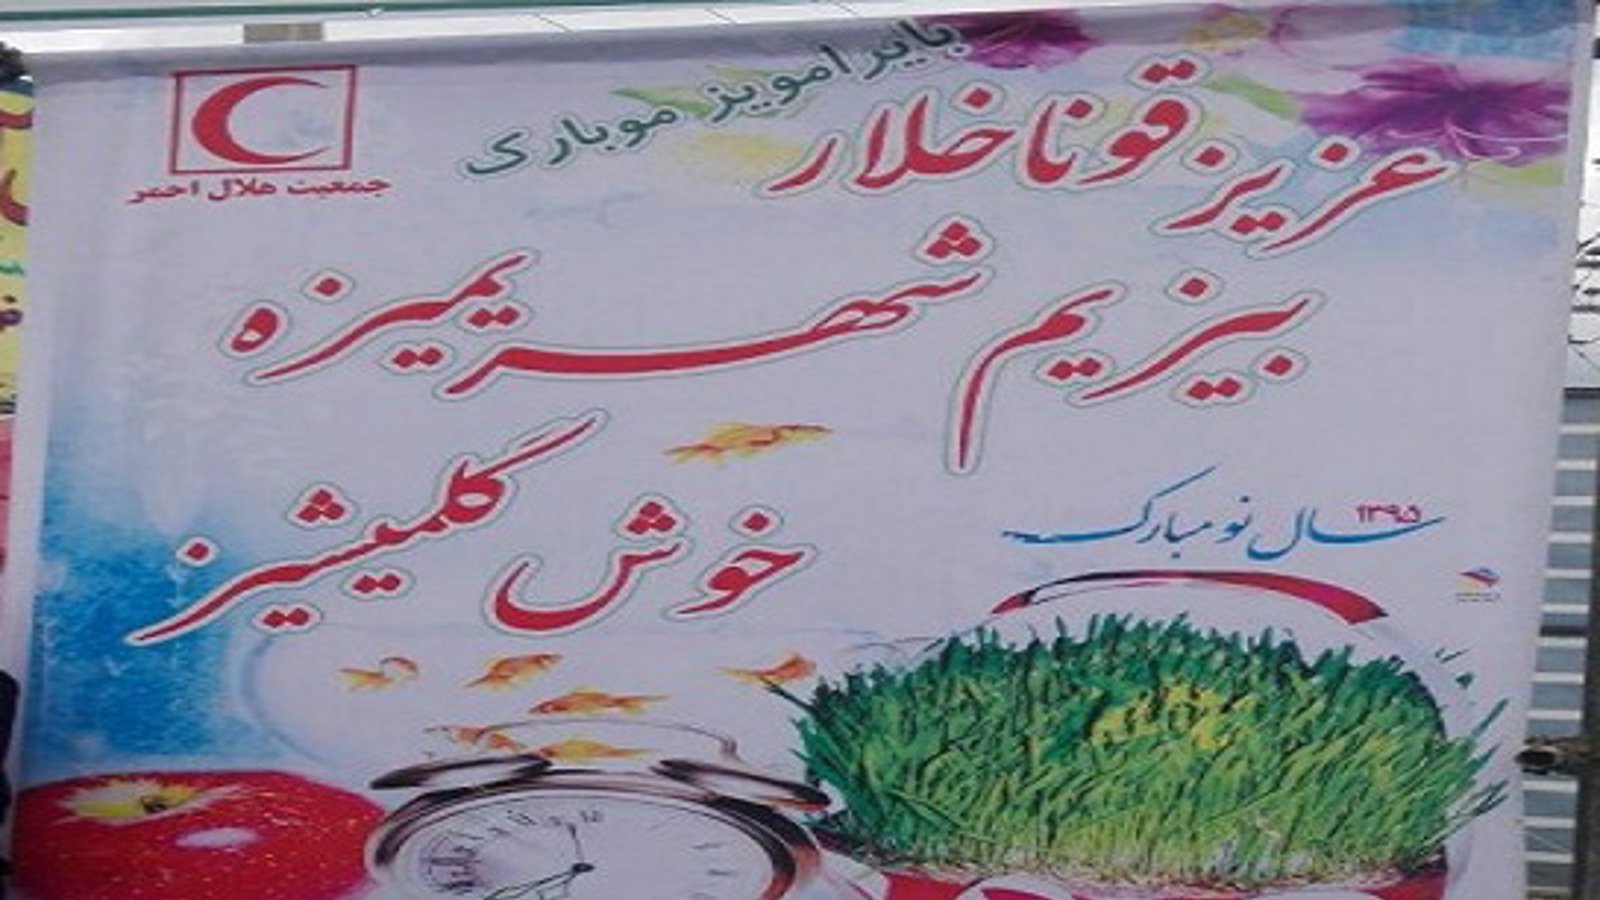 بایرامویز موبارک
جمعیت هلال احمر
عزیز قوناخلار
بیزیم شهریمیزه
خوش گلمیشیز
سال نو مبارک
۱۳۹۵